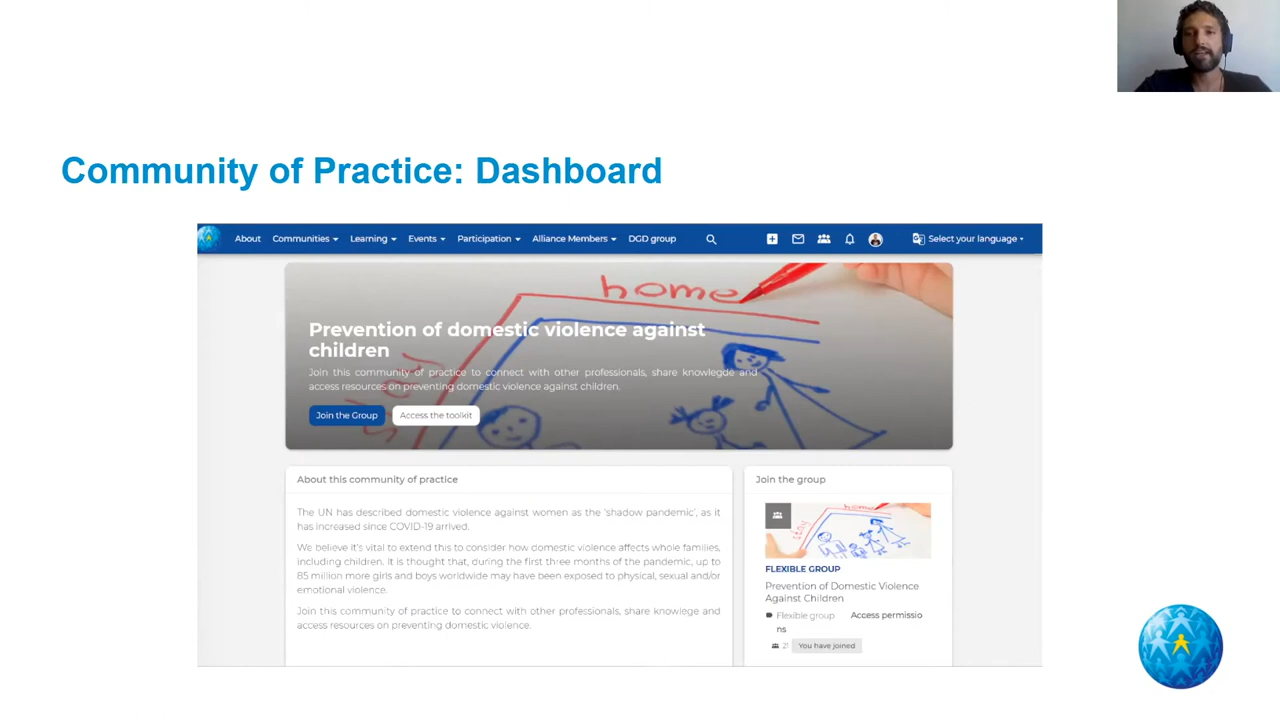 Community of Practice: Dashboard
About Communities Learning Events Participation Alliance Members DGD group Select your language
home
Prevention of domestic violence against
children
Join this community of practice to connect with other professionals, share knowlegde and
access resources on preventing domestic violence against children.
Join the Group Access the toolkit
About this community of practice
The UN has described domestic violence against women as the 'shadow pandemic', as it
has increased since COVID-19 arrived.
We believe it's vital to extend this to consider how domestic violence affects whole families,
including children. It is thought that, during the first three months of the pandemic, up to
85 million more girls and boys worldwide may have been exposed to physical, sexual and/or
emotional violence.
Join this community of practice to connect with other professionals, share knowlege and
access resources on preventing domestic violence.
Join the group
home
stay
FLEXIBLE GROUP
Prevention of Domestic Violence
Against Children
Flexible group Access permissio
ns
You have joined